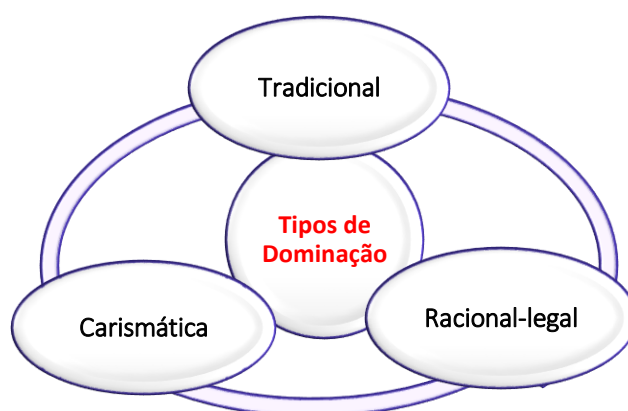 Tradicional
Tipos de
Dominação
Carismática
Racional-legal